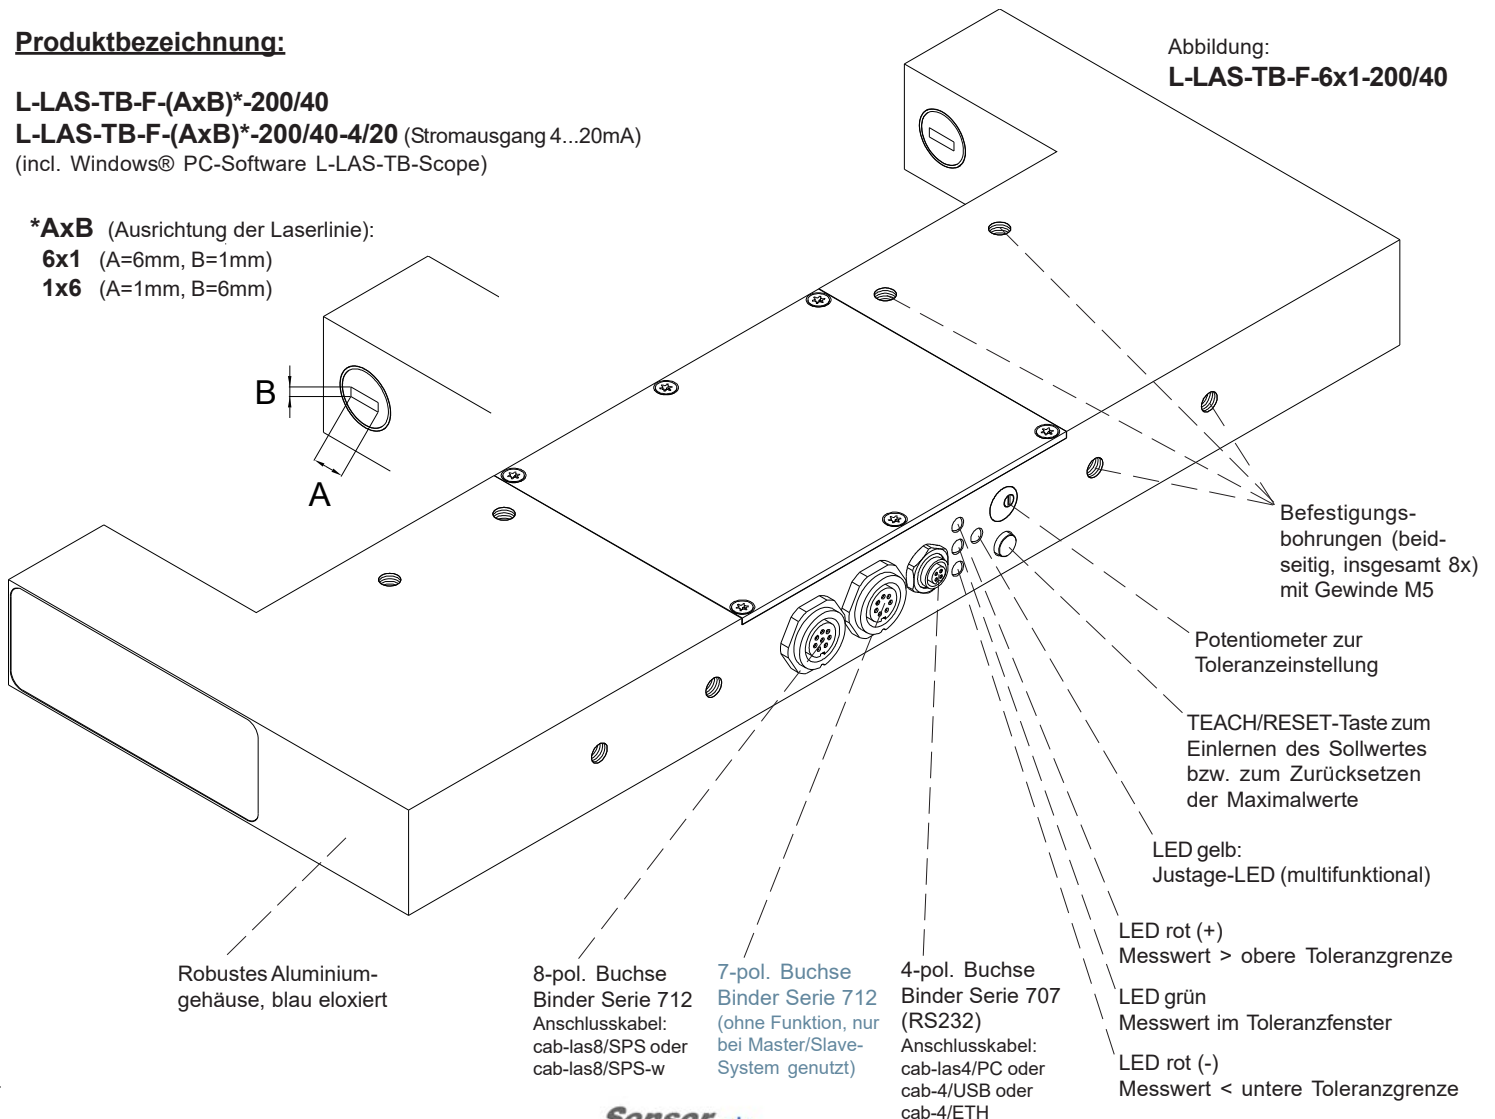 Produktbezeichnung:
L-LAS-TB-F-(AxB)*-200/40
L-LAS-TB-F-(AxB)*-200/40-4/20 (Stromausgang 4...20mA)
(incl. Windows® PC-Software L-LAS-TB-Scope)
*AxB (Ausrichtung der Laserlinie):
6x1 (A=6mm, B=1mm)
1x6 (A=1mm, B=6mm)
Abbildung:
L-LAS-TB-F-6x1-200/40
B
A
Befestigungs-
bohrungen (beid-
seitig, insgesamt 8x)
mit Gewinde M5
Potentiometer zur
Toleranzeinstellung
TEACH/RESET-Taste zum
Einlernen des Sollwertes
bzw. zum Zurücksetzen
der Maximalwerte
LED gelb:
Justage-LED (multifunktional)
LED rot (+)
Messwert > obere Toleranzgrenze
LED grün
Messwert im Toleranzfenster
LED rot (-)
Messwert < untere Toleranzgrenze
Robustes Aluminium-
gehäuse, blau eloxiert
8-pol. Buchse
Binder Serie 712
Anschlusskabel:
cab-las8/SPS oder
cab-las8/SPS-w
7-pol. Buchse
Binder Serie 712
(ohne Funktion, nur
bei Master/Slave-
System genutzt)
4-pol. Buchse
Binder Serie 707
(RS232)
Anschlusskabel:
cab-las4/PC oder
cab-4/USB oder
cab-4/ETH
Sensor